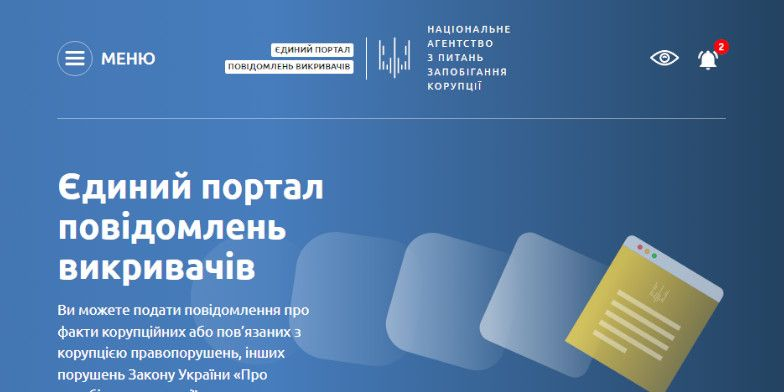 МЕНЮ
ЄДИНИЙ ПОРТАЛ
ПОВІДОМЛЕНЬ ВИКРИВАЧІВ
НАЦІОНАЛЬНЕ
АГЕНТСТВО
З ПИТАНЬ
ЗАПОБІГАННЯ
КОРУПЦІЇ
2
Єдиний портал
повідомлень
викривачів
Ви можете подати повідомлення про
факти корупційних або пов’язаних з
корупцією правопорушень, інших
порушень Закону України «Про